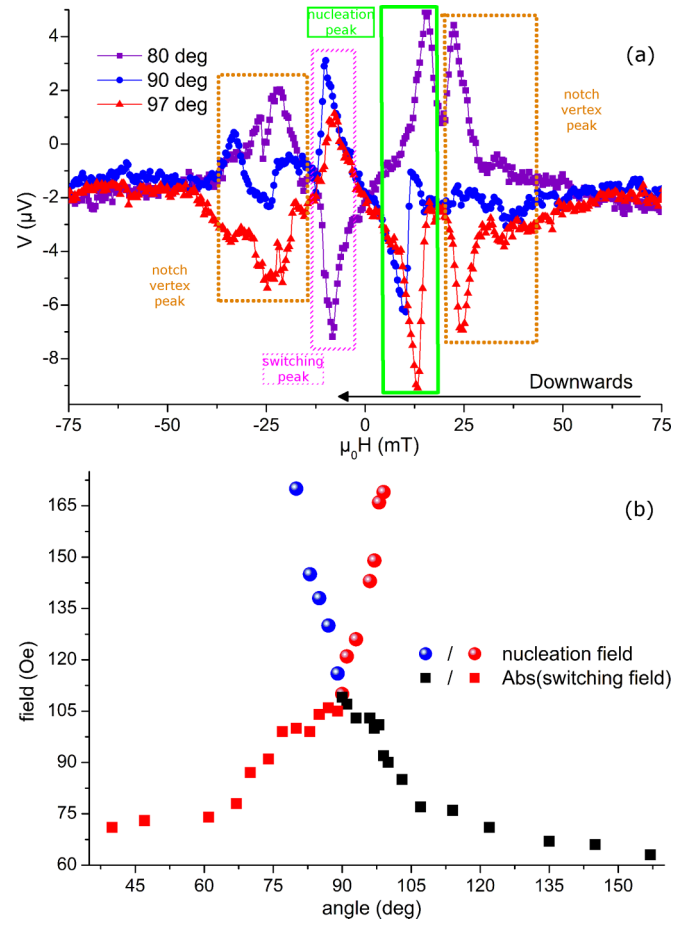 nucleation
peak
(a)
80 deg
90 deg
97 deg
notch
vertex
peak
notch
vertex
peak
switching
peak
Downwards
4
2
0
-2
-4
-6
-8
V (μV)
-75 -50 -25 0 25 50 75
μ0H (mT)
(b)
165
150
135
120
105
90
75
60
field (Oe)
/ nucleation field
/ Abs(switching field)
45 60 75 90 105 120 135 150
angle (deg)